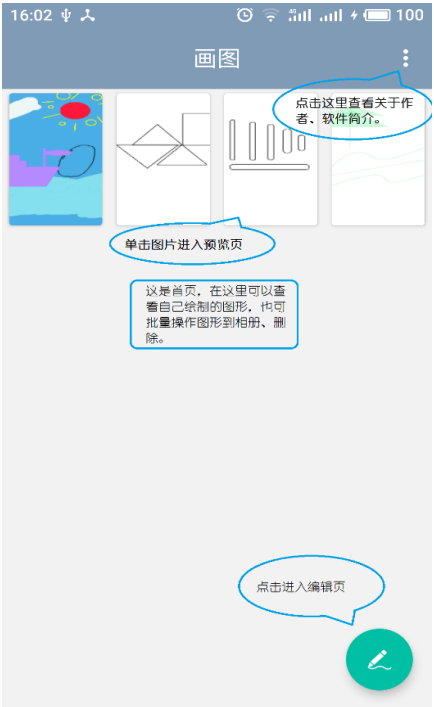 16:02
100
画图
点击这里查看关于作
者、软件简介。
单击图片进入预览页
这是首页，在这里可以查
看自己绘制的图形，也可
批量操作图形到相册、删
除。
点击进入编辑页